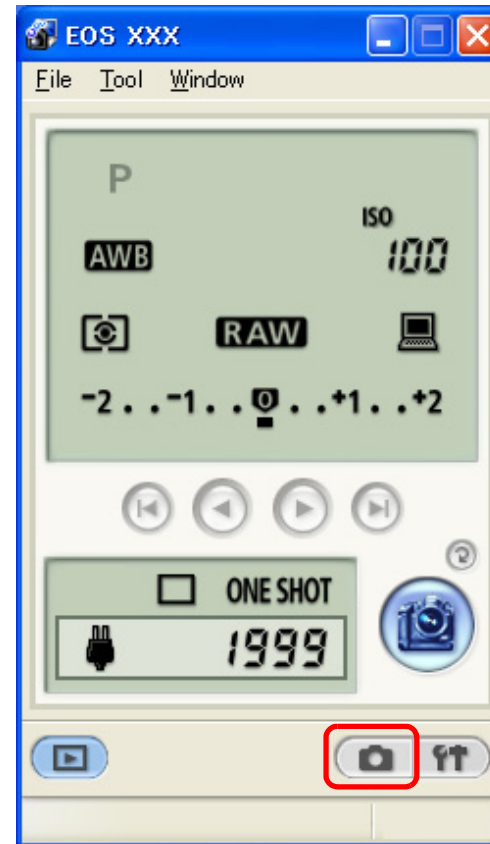 EOS XXX
File Tool Window
P
ISO
AWB 100
RAW
-2..-1..0..+1..+2
ONE SHOT
1999